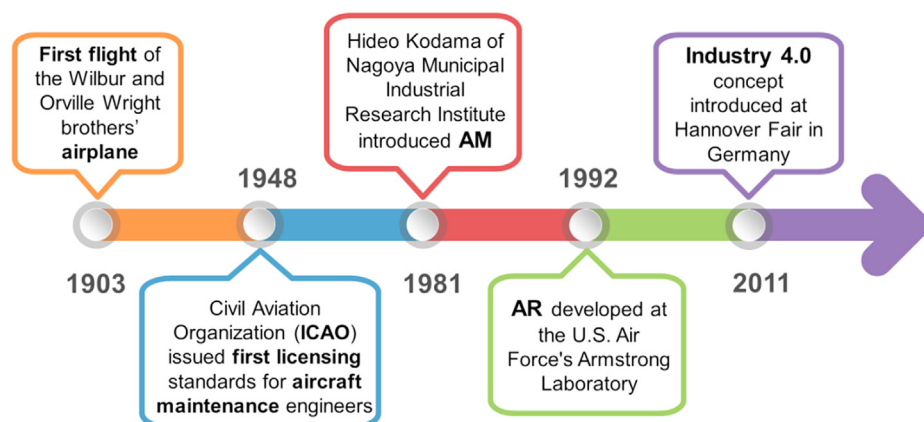 First flight of
the Wilbur and
Orville Wright
brothers'
airplane
Hideo Kodama of
Nagoya Municipal
Industrial
Research Institute
introduced AM
Industry 4.0
concept
introduced at
Hannover Fair in
Germany
1948
1992
1903
1981
2011
Civil Aviation
Organization (ICAO)
issued first licensing
standards for aircraft
maintenance engineers
AR developed at
the U.S. Air
Force's Armstrong
Laboratory